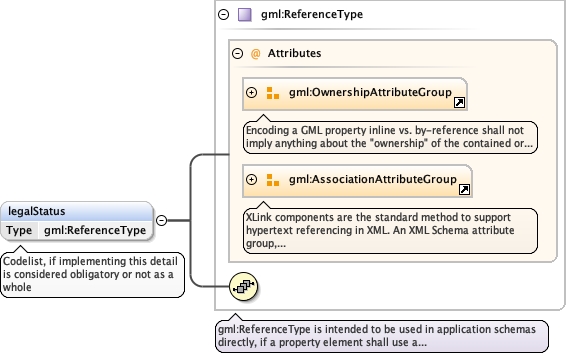 gml:ReferenceType
@ Attributes
gml:OwnershipAttributeGroup
Encoding a GML property inline vs. by-reference shall not
imply anything about the "ownership" of the contained or...
gml:AssociationAttributeGroup
XLink components are the standard method to support
hypertext referencing in XML. An XML Schema attribute
group,...
legalStatus
Type gml:ReferenceType
Codelist, if implementing this detail
is considered obligatory or not as a
whole
gml:ReferenceType is intended to be used in application schemas
directly, if a property element shall use a...